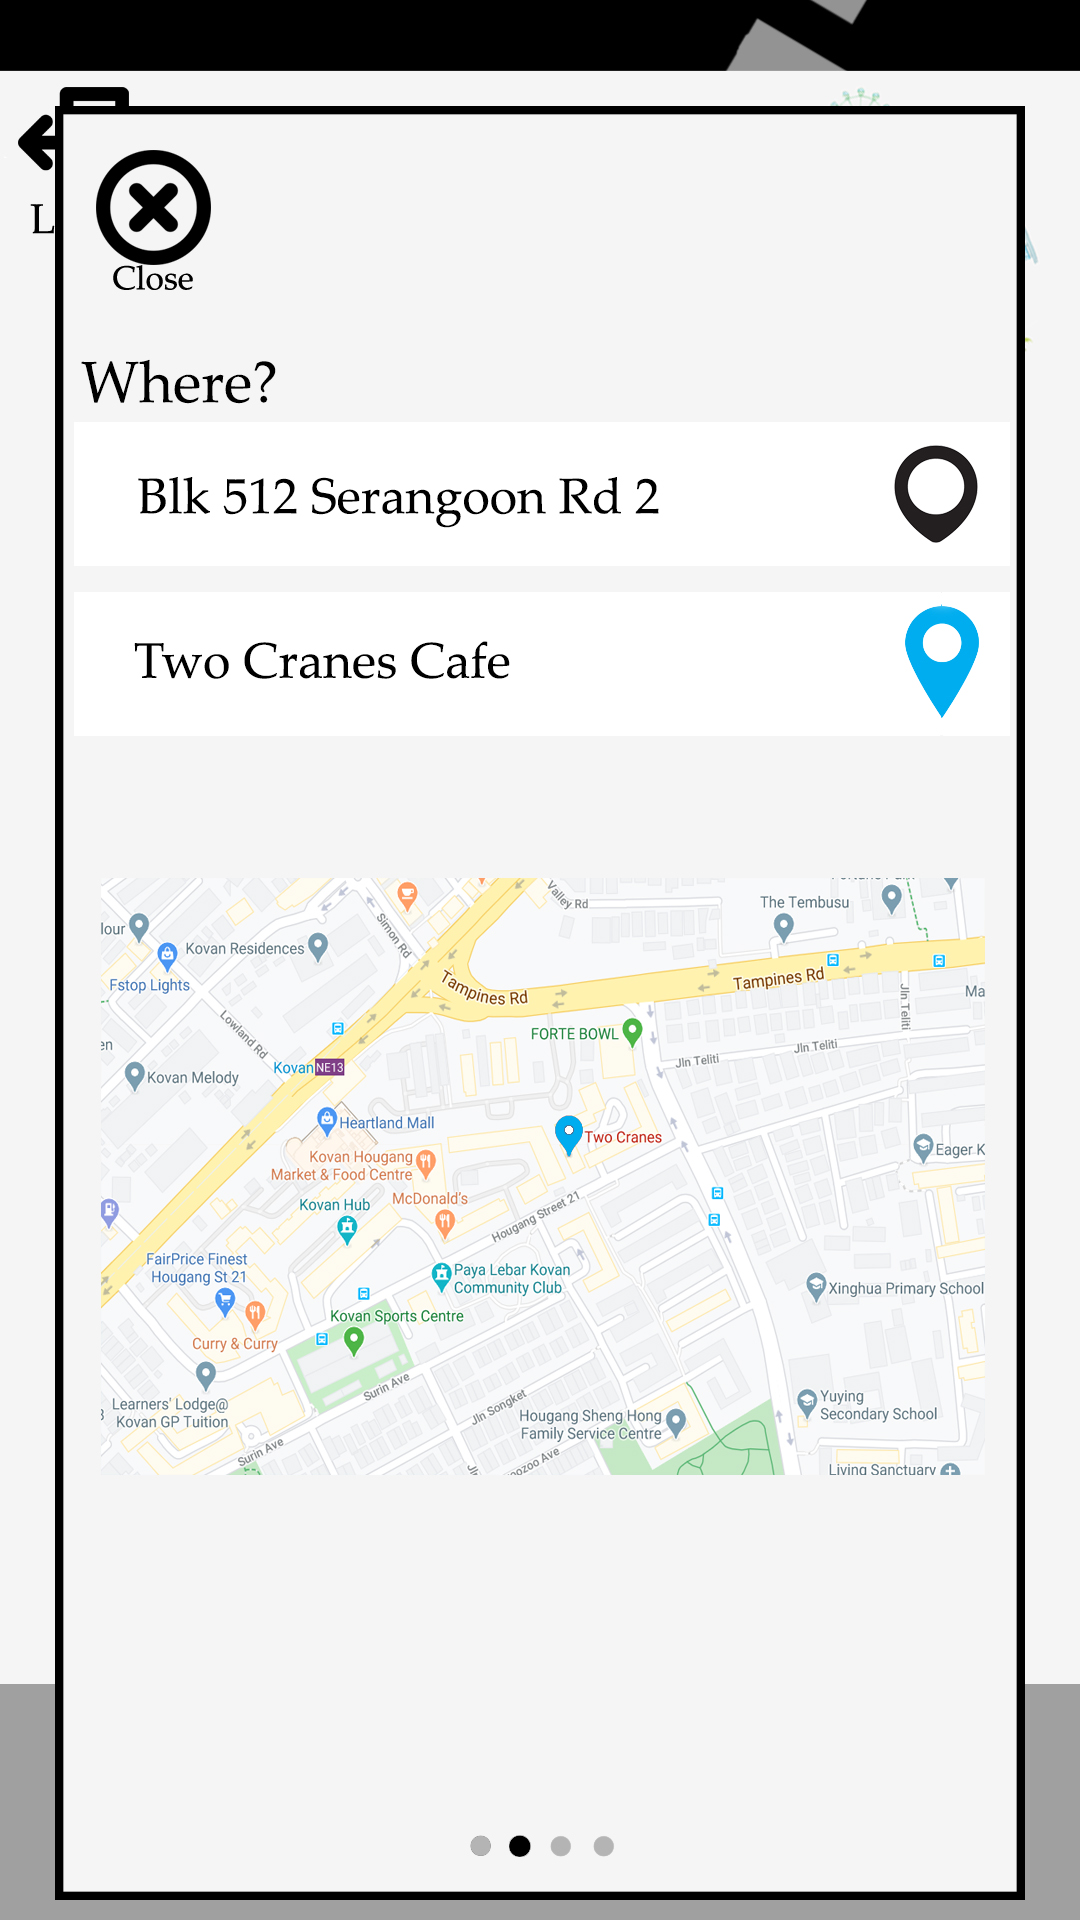 L
Close
Where?
Blk 512 Serangoon Rd 2
Two Cranes Cafe
Valley Rd
The Tembusu
Simon Rd
lour
Kovan Residences
Fstop Lights
Tampines Rd
Tampines Rd
Ma
Jln Teliti
Lowland Rd
FORTE BOWL
en
Kovan NE13
Jln Teliti
Jln Teliti
Kovan Melody
Heartland Mall
Two Cranes
Eager K
Kovan Hougang
Market & Food Centre
McDonald's
Kovan Hub
Hougang Street 21
FairPrice Finest
Hougang St 21
Paya Lebar Kovan
Community Club
Xinghua Primary School
Kovan Sports Centre
Curry & Curry
Surin Ave
Learners' Lodge@
Kovan GP Tuition
Jln Songket
Yuying
Secondary School
Hougang Sheng Hong
Family Service Centre
Surin Ave
oozoo Ave
Living Sanctuary